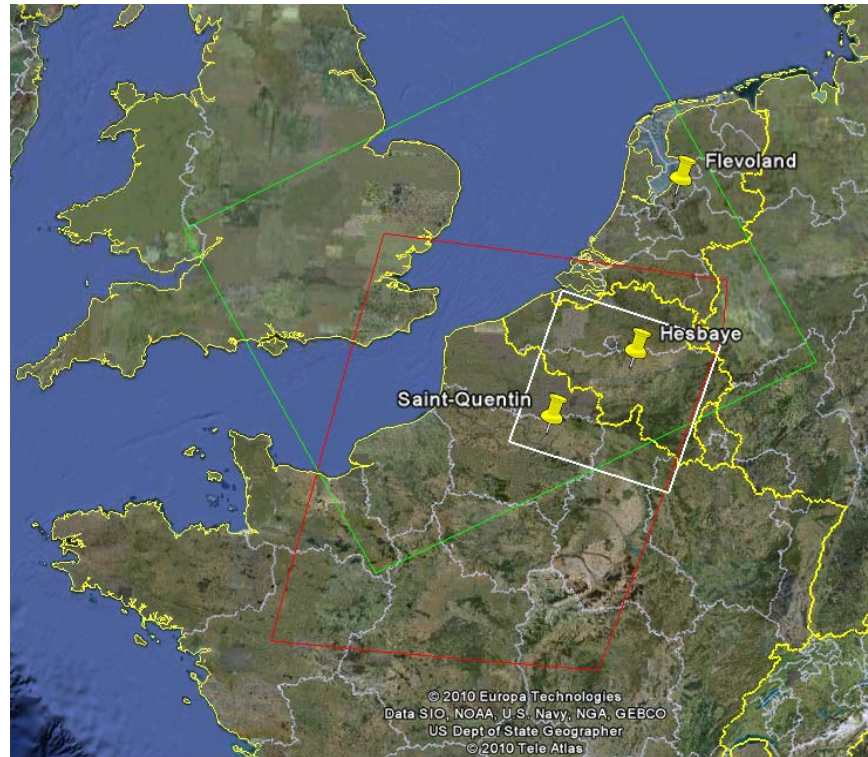 Flevoland
Hesbaye
Saint-Quentin
© 2010 Europa Technologies
Data SIO, NOAA, U.S. Navy, NGA, GEBCO
US Dept of State Geographer
© 2010 Tele Atlas